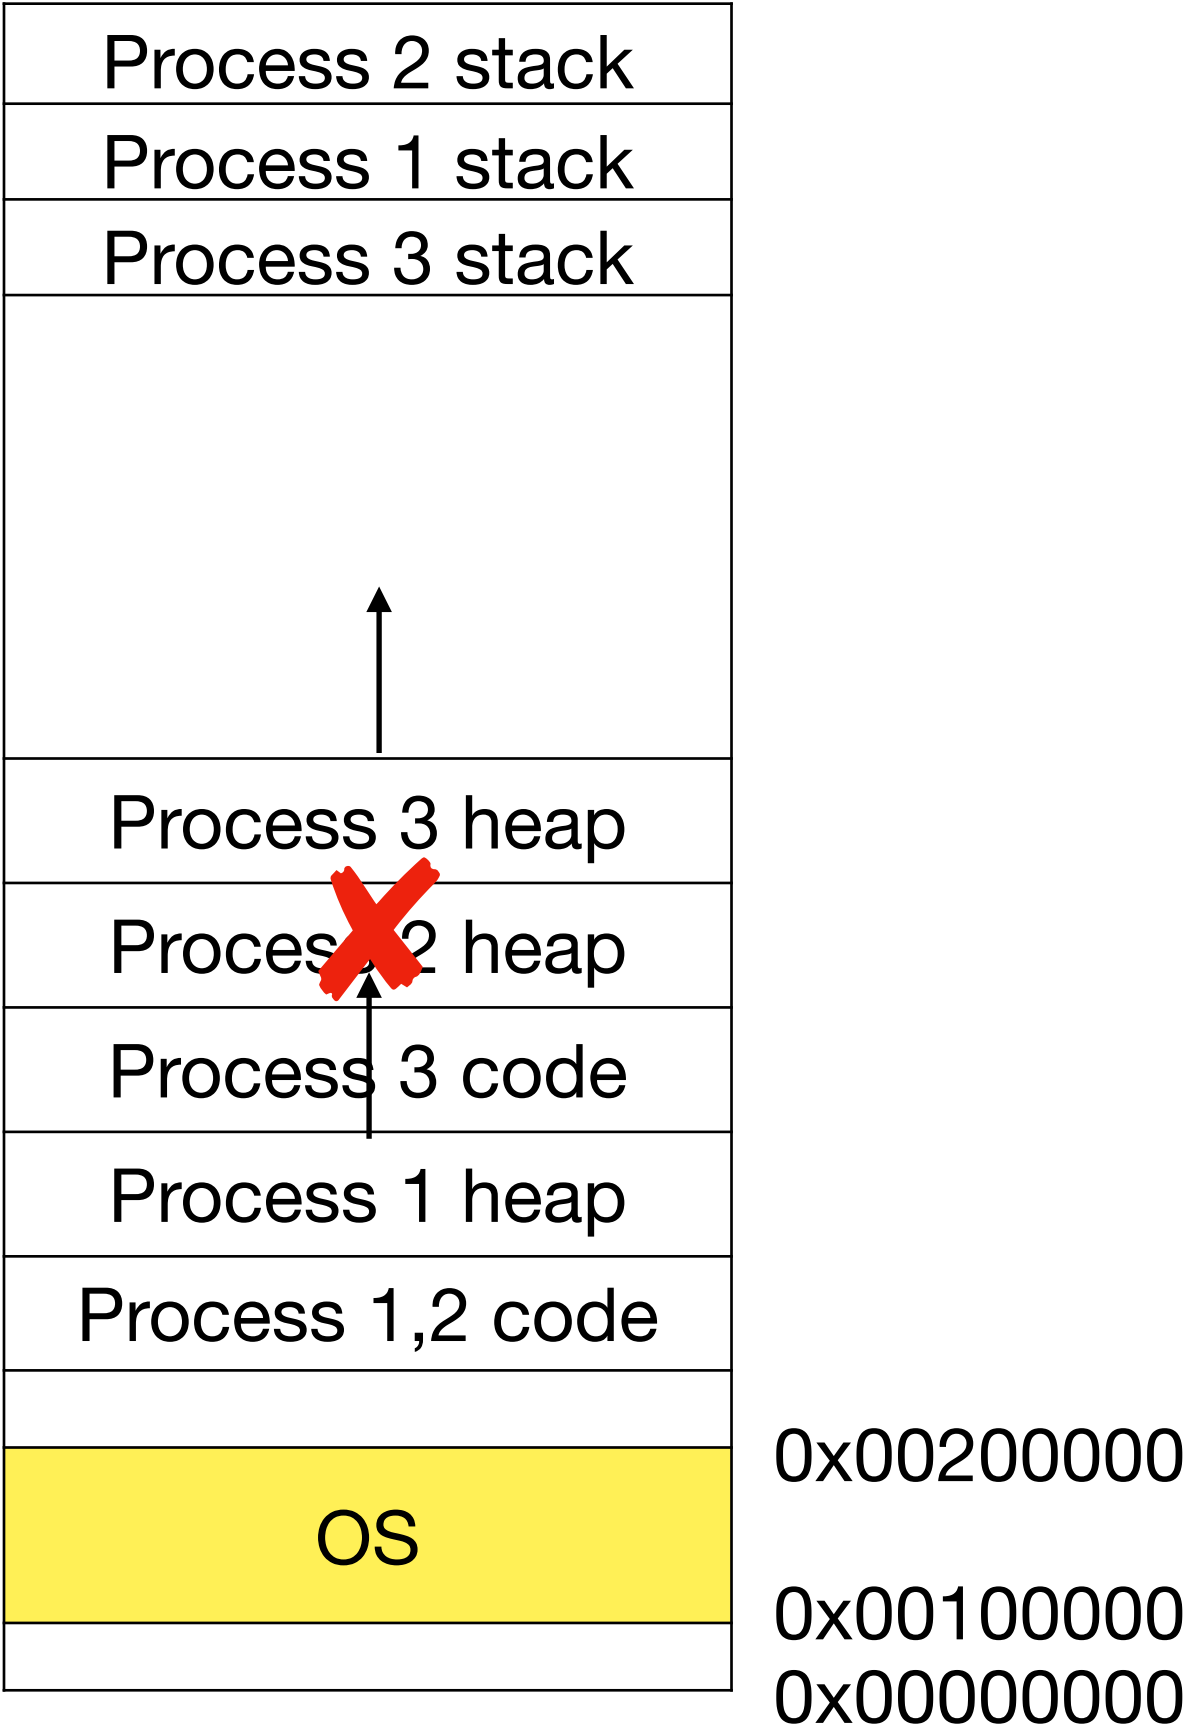 Process 2 stack
Process 1 stack
Process 3 stack
Process 3 heap
Process 2 heap
Process 3 code
Process 1 heap
Process 1,2 code
0x00200000
OS
0x00100000
0x00000000